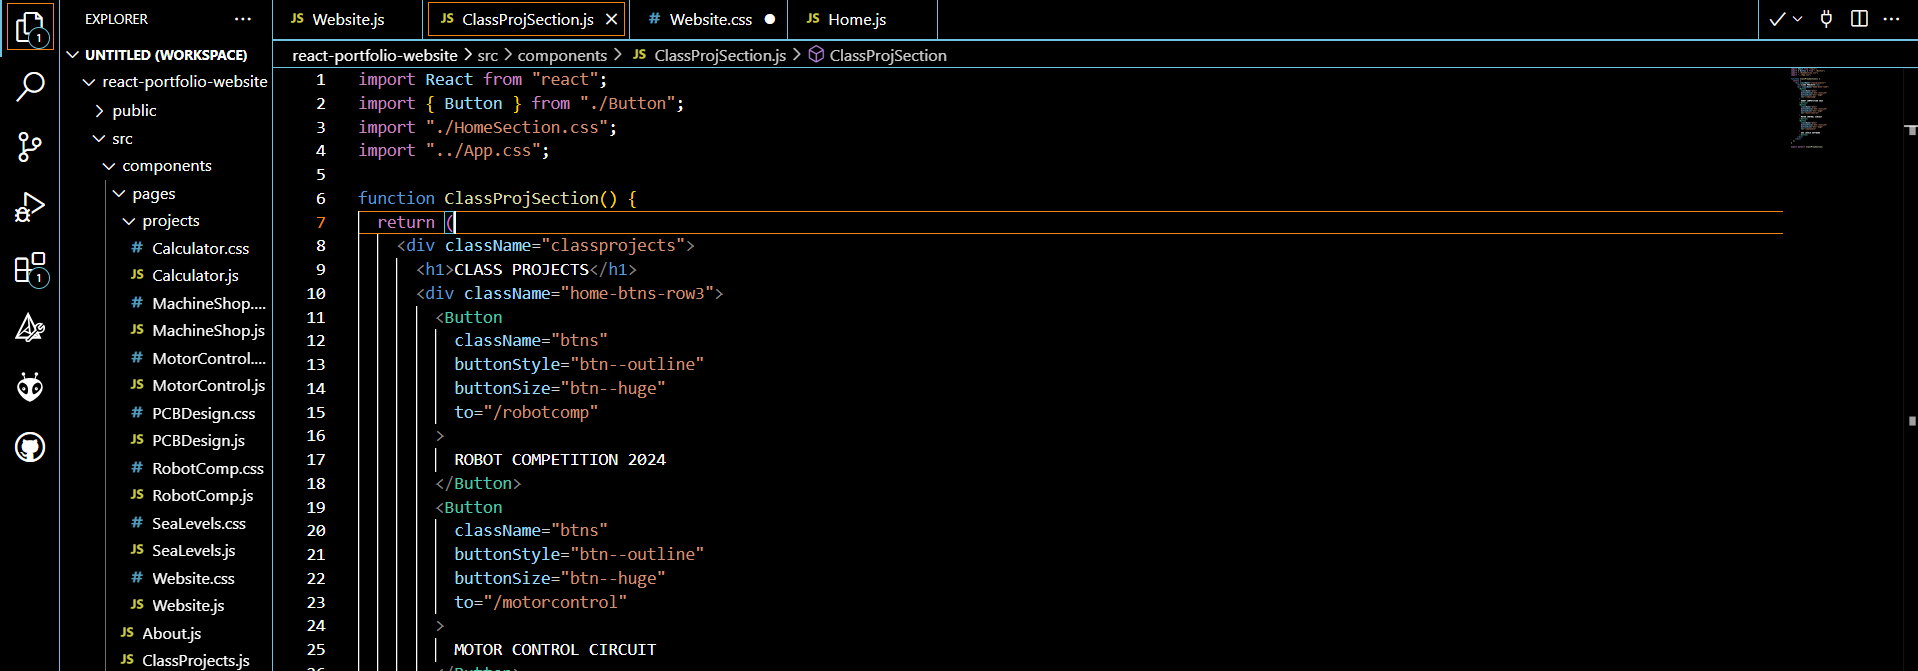 EXPLORER ...
UNTITLED (WORKSPACE)
react-portfolio-website
public
src
components
pages
projects
# Calculator.css
JS Calculator.js
# MachineShop....
JS MachineShop.js
# MotorControl....
JS MotorControl.js
# PCBDesign.css
JS PCBDesign.js
# RobotComp.css
JS RobotComp.js
# SeaLevels.css
JS SeaLevels.js
# Website.css
JS Website.js
JS About.js
JS ClassProjects.js
1
1
JS Website.js
JS ClassProjSection.js
# Website.css
JS Home.js
react-portfolio-website > src > components > JS ClassProjSection.js > ClassProjSection
1 import React from "react";
2 import { Button } from "./Button";
3 import "./HomeSection.css";
4 import "../App.css";
5
6 function ClassProjSection() {
7 return (
8 <div className="classprojects">
9 <h1>CLASS PROJECTS</h1>
10 <div className="home-btns-row3">
11 <Button
12 className="btns"
13 buttonStyle="btn--outline"
14 buttonSize="btn--huge"
15 to="/robotcomp"
16 >
17 ROBOT COMPETITION 2024
18 </Button>
19 <Button
20 className="btns"
21 buttonStyle="btn--outline"
22 buttonSize="btn--huge"
23 to="/motorcontrol"
24 >
25 MOTOR CONTROL CIRCUIT
26 </Button>